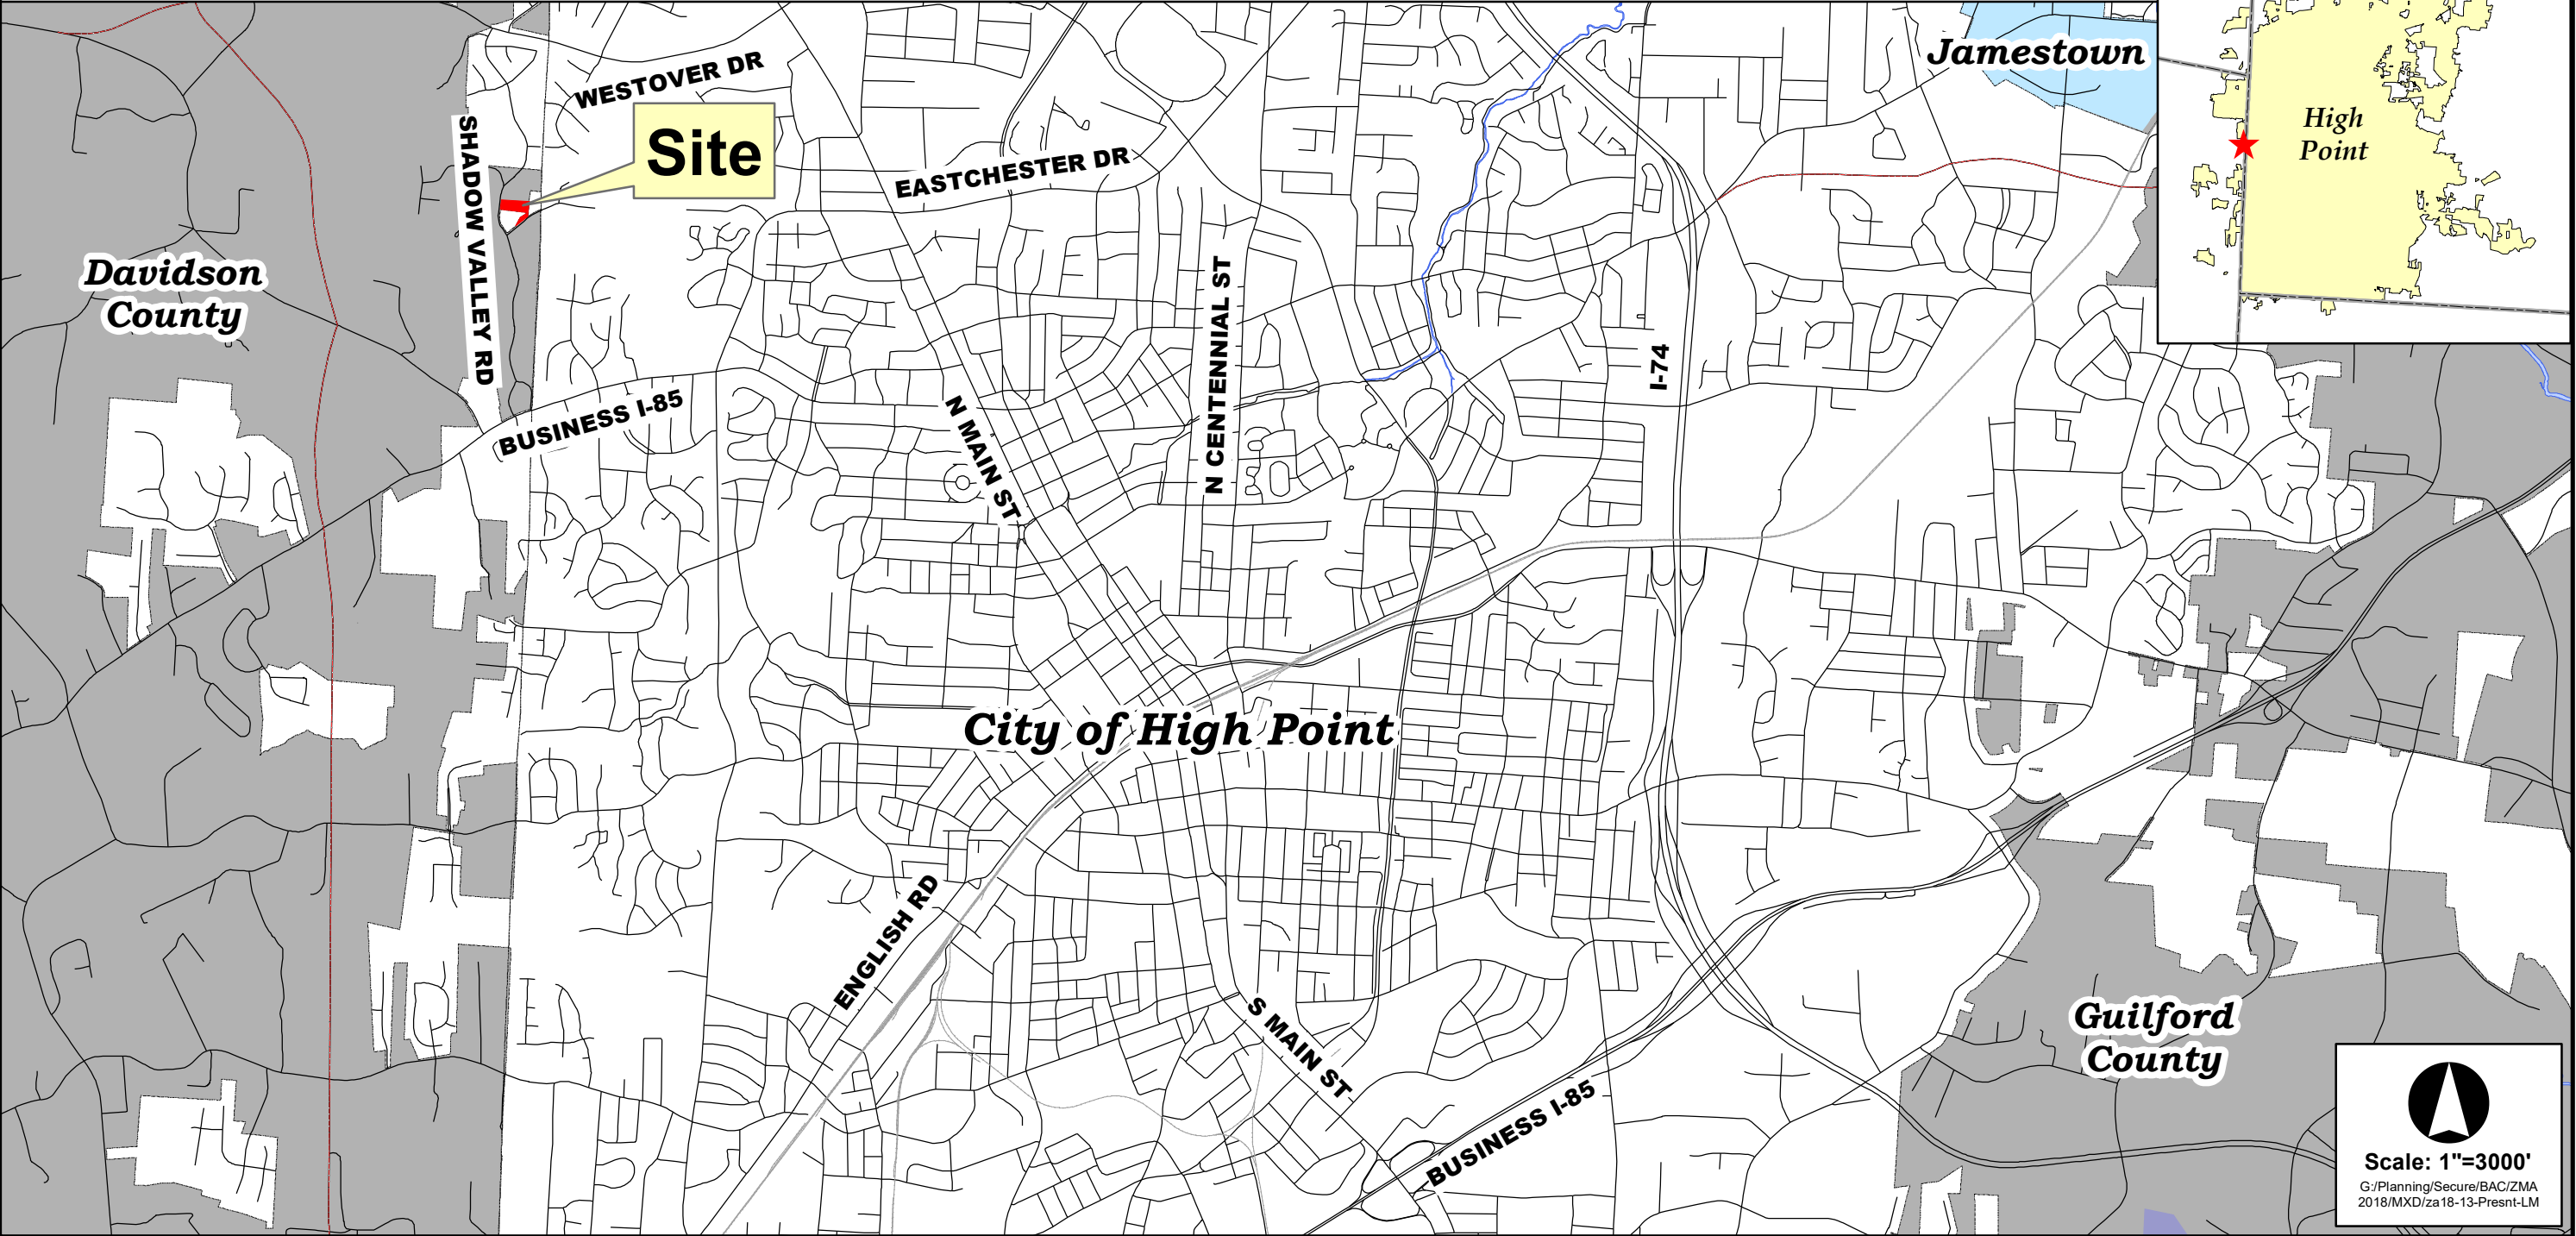 Jamestown
WESTOVER DR
High
Point
Site
SHADOW VALLEY RD
EASTCHESTER DR
Davidson
County
N CENTENNIAL ST
I-74
BUSINESS I-85
N MAIN ST
City of High Point
ENGLISH RD
S MAIN ST
Guilford
County
BUSINESS I-85
Scale: 1"=3000'
G:/Planning/Secure/BAC/ZMA
2018/MXD/za18-13-Presnt-LM